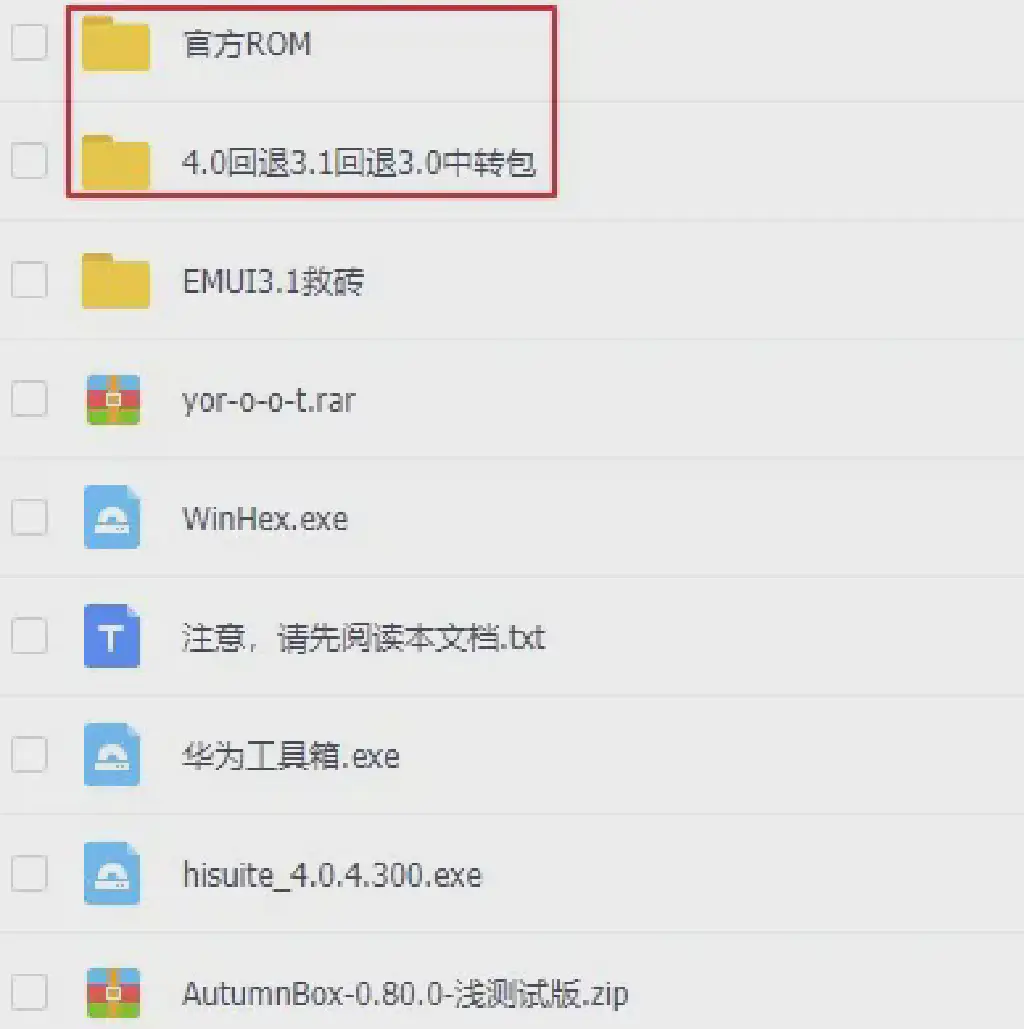 官方ROM
4.0回退3.1回退3.0中转包
EMUI3.1救砖
yor-o-o-t.rar
WinHex.exe
T
注意，请先阅读本文档.txt
华为工具箱.exe
hisuite_4.0.4.300.exe
AutumnBox-0.80.0-浅测试版.zip